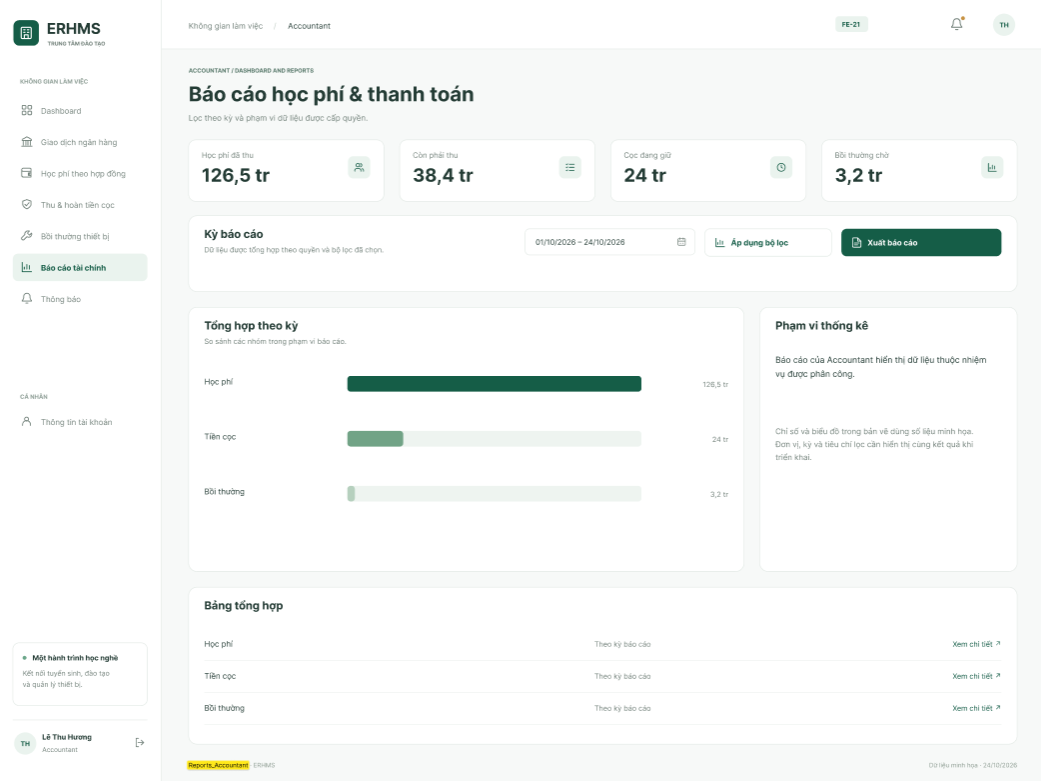 ERHMS
TRUNG TÂM ĐÀO TẠO
KHÔNG GIAN LÀM VIỆC
Dashboard
Giao dịch ngân hàng
Học phí theo hợp đồng
Thu & hoàn tiền cọc
Bồi thường thiết bị
Báo cáo tài chính
Thông báo
CÁ NHÂN
Thông tin tài khoản
Một hành trình học nghề
Kết nối tuyển sinh, đào tạo
và quản lý thiết bị.
TH
Lê Thu Hương
Accountant
Không gian làm việc / Accountant
FE-21
TH
ACCOUNTANT / DASHBOARD AND REPORTS
Báo cáo học phí & thanh toán
Lọc theo kỳ và phạm vi dữ liệu được cấp quyền.
Học phí đã thu
126,5 tr
Còn phải thu
38,4 tr
Cọc đang giữ
24 tr
Bồi thường chờ
3,2 tr
Kỳ báo cáo
Dữ liệu được tổng hợp theo quyền và bộ lọc đã chọn.
01/10/2026 – 24/10/2026
Áp dụng bộ lọc
Xuất báo cáo
Tổng hợp theo kỳ
So sánh các nhóm trong phạm vi báo cáo.
Học phí 126,5 tr
Tiền cọc 24 tr
Bồi thường 3,2 tr
Phạm vi thống kê
Báo cáo của Accountant hiển thị dữ liệu thuộc nhiệm
vụ được phân công.
Chỉ số và biểu đồ trong bản vẽ dùng số liệu minh họa.
Đơn vị, kỳ và tiêu chí lọc cần hiển thị cùng kết quả khi
triển khai.
Bảng tổng hợp
Học phí Theo kỳ báo cáo Xem chi tiết ↗
Tiền cọc Theo kỳ báo cáo Xem chi tiết ↗
Bồi thường Theo kỳ báo cáo Xem chi tiết ↗
Reports_Accountant · ERHMS
Dữ liệu minh họa · 24/10/2026